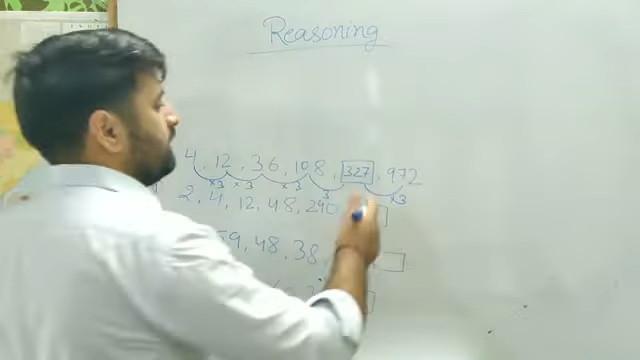 Reasoning
4, 12, 36, 108, 327, 972
×3 ×3 ×3 3 ×3
2, 4, 12, 48, 240
59, 48, 38,